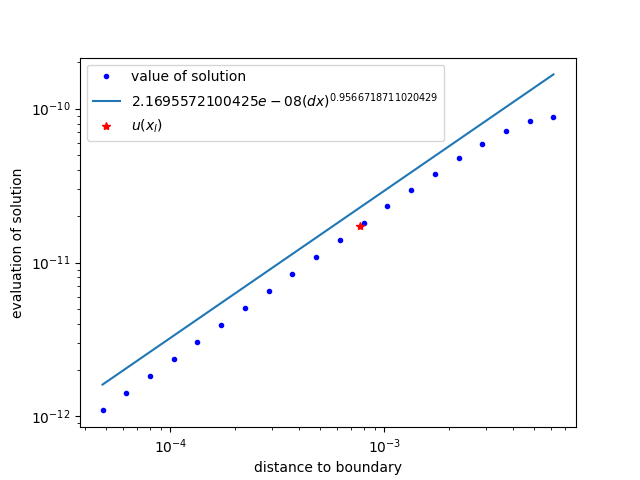 value of solution
2.1695572100425e − 08(dx)^0.9566718711020429
u(x_l)
10^−10
10^−11
10^−12
evaluation of solution
10^−4
10^−3
distance to boundary